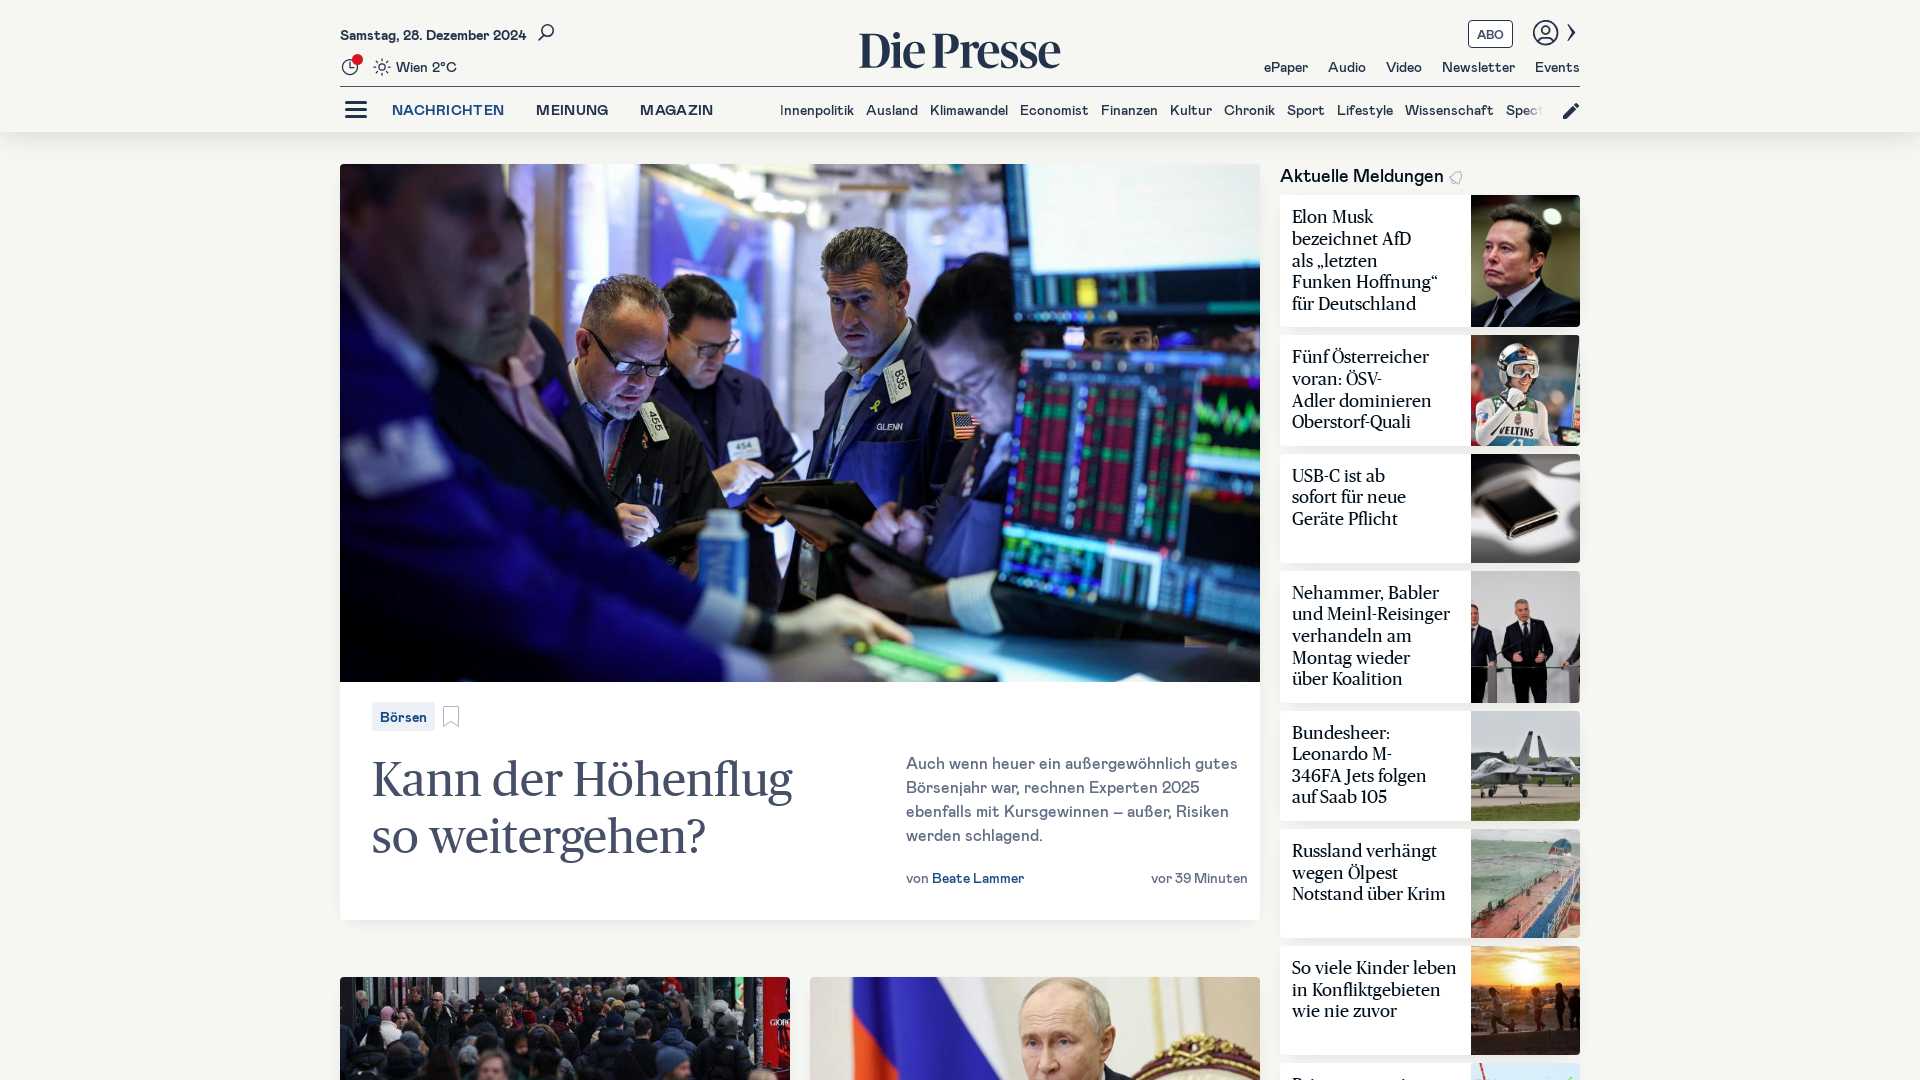 Samstag, 28. Dezember 2024
Wien 2°C
Die Presse
ABO
ePaper Audio Video Newsletter Events
NACHRICHTEN MEINUNG MAGAZIN
Innenpolitik Ausland Klimawandel Economist Finanzen Kultur Chronik Sport Lifestyle Wissenschaft Spect
835
455
454
GLENN
Börsen
Kann der Höhenflug
so weitergehen?
Auch wenn heuer ein außergewöhnlich gutes
Börsenjahr war, rechnen Experten 2025
ebenfalls mit Kursgewinnen – außer, Risiken
werden schlagend.
von Beate Lammer
vor 39 Minuten
Aktuelle Meldungen
Elon Musk
bezeichnet AfD
als „letzten
Funken Hoffnung“
für Deutschland
Fünf Österreicher
voran: ÖSV-
Adler dominieren
Oberstorf-Quali
VELTINS
USB-C ist ab
sofort für neue
Geräte Pflicht
Nehammer, Babler
und Meinl-Reisinger
verhandeln am
Montag wieder
über Koalition
Bundesheer:
Leonardo M-
346FA Jets folgen
auf Saab 105
Russland verhängt
wegen Ölpest
Notstand über Krim
So viele Kinder leben
in Konfliktgebieten
wie nie zuvor